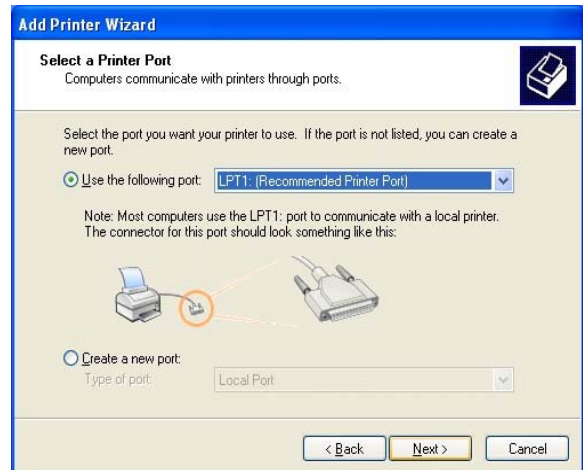 Add Printer Wizard
Select a Printer Port
Computers communicate with printers through ports.
Select the port you want your printer to use.  If the port is not listed, you can create a
new port.
Use the following port: LPT1: (Recommended Printer Port)
Note: Most computers use the LPT1: port to communicate with a local printer.
The connector for this port should look something like this:
Create a new port:
Type of port: Local Port
< Back Next > Cancel